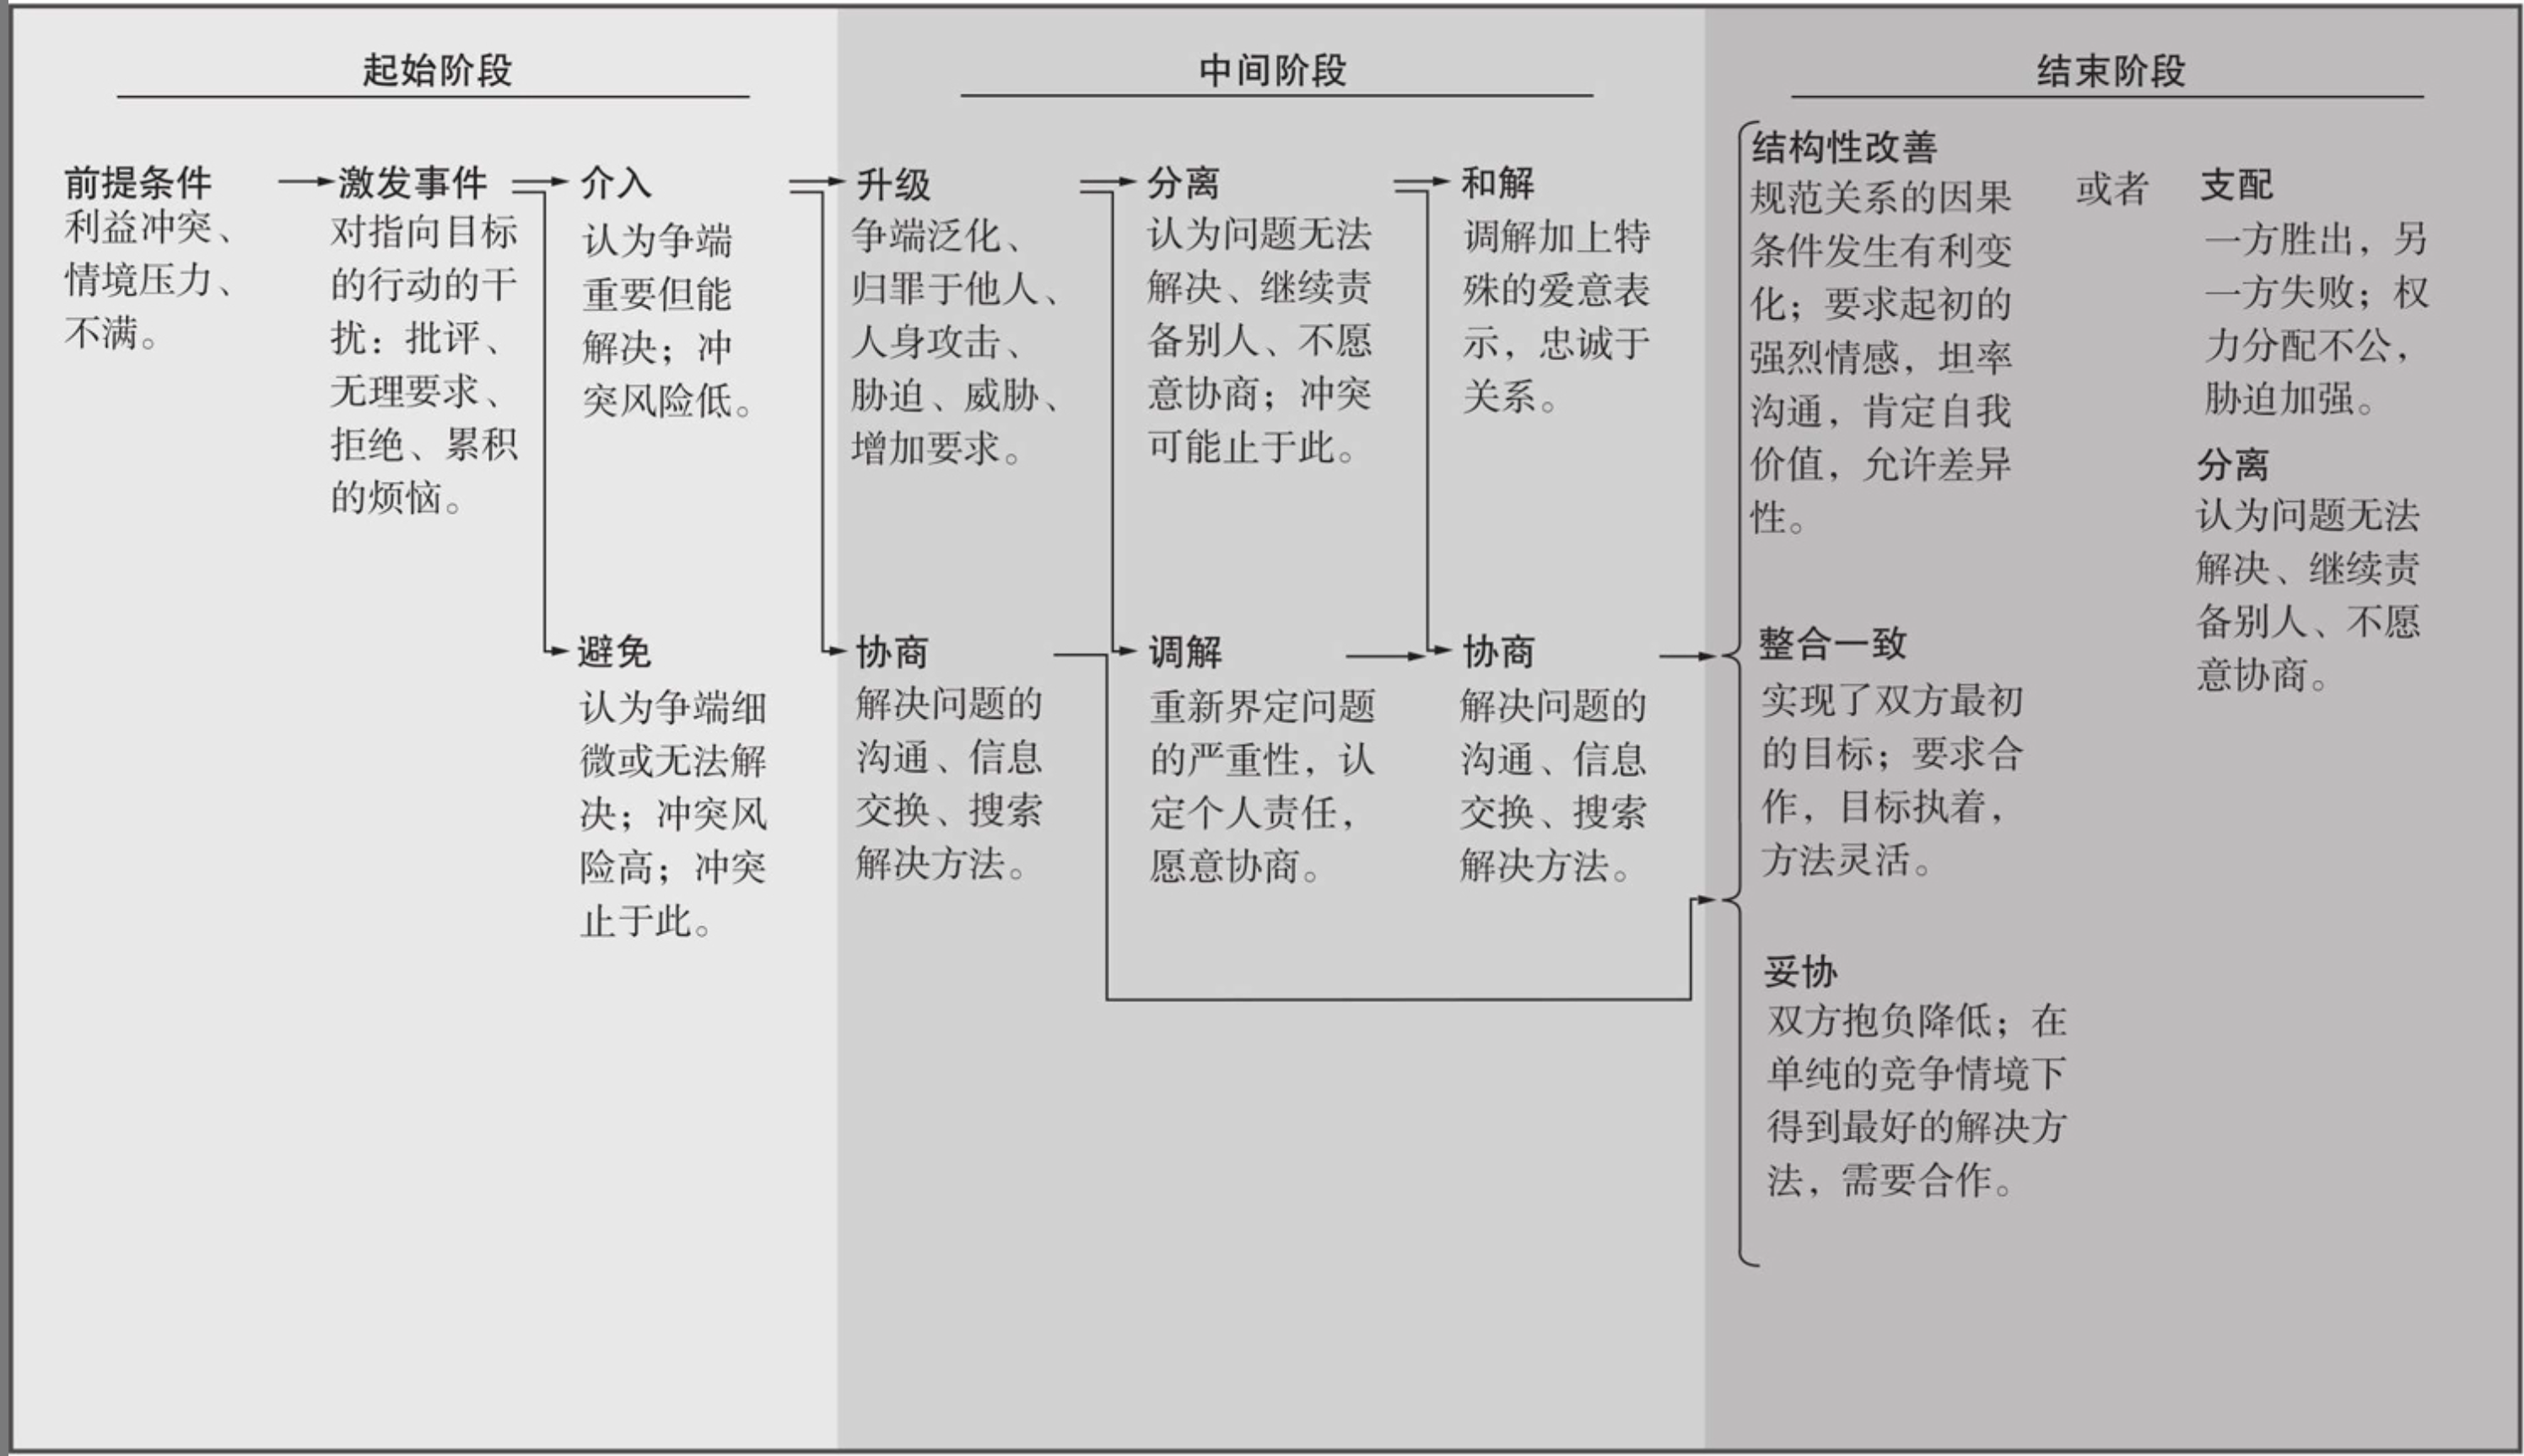 起始阶段
前提条件
利益冲突、
情境压力、
不满。
激发事件
对指向目标
的行动的干
扰：批评、
无理要求、
拒绝、累积
的烦恼。
介入
认为争端
重要但能
解决；冲
突风险低。
避免
认为争端细
微或无法解
决；冲突风
险高；冲突
止于此。
中间阶段
升级
争端泛化、
归罪于他人、
人身攻击、
胁迫、威胁、
增加要求。
协商
解决问题的
沟通、信息
交换、搜索
解决方法。
分离
认为问题无法
解决、继续责
备别人、不愿
意协商；冲突
可能止于此。
调解
重新界定问题
的严重性，认
定个人责任，
愿意协商。
和解
调解加上特
殊的爱意表
示，忠诚于
关系。
协商
解决问题的
沟通、信息
交换、搜索
解决方法。
结束阶段
结构性改善
规范关系的因果
条件发生有利变
化；要求起初的
强烈情感，坦率
沟通，肯定自我
价值，允许差异
性。
整合一致
实现了双方最初
的目标；要求合
作，目标执着，
方法灵活。
妥协
双方抱负降低；在
单纯的竞争情境下
得到最好的解决方
法，需要合作。
或者
支配
一方胜出，另
一方失败；权
力分配不公，
胁迫加强。
分离
认为问题无法
解决、继续责
备别人、不愿
意协商。